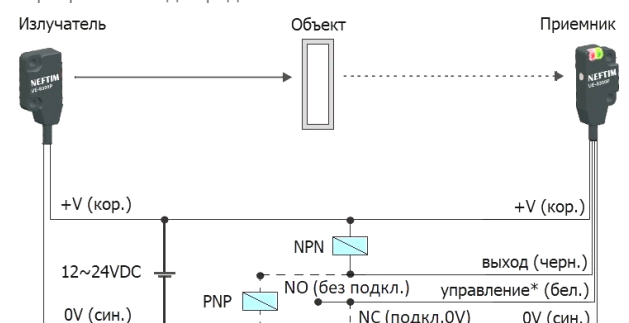 Излучатель
Объект
Приемник
NEFTIM
NEFTIM
+V (кор.)
+V (кор.)
NPN
выход (черн.)
12~24VDC
NO (без подкл.)
управление* (бел.)
PNP
0V (син.)
NC (подкл.0V)
0V (син.)